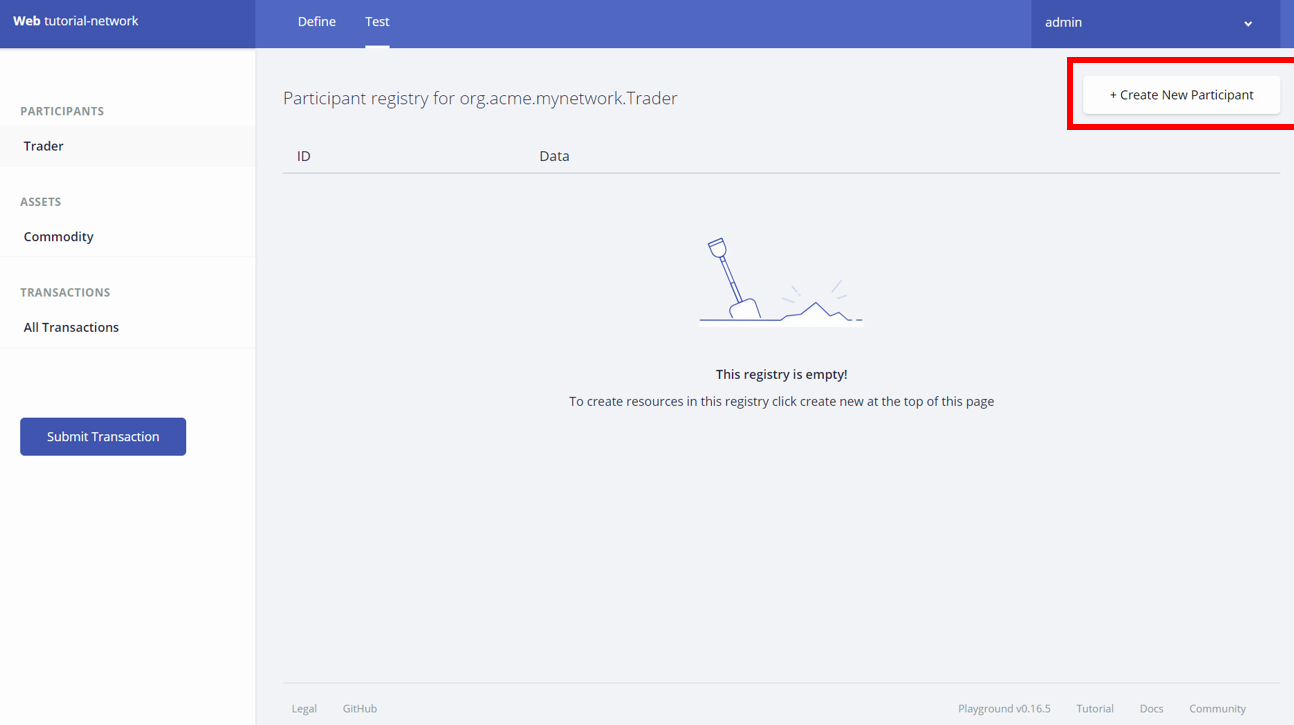 Web tutorial-network
Define
Test
admin
PARTICIPANTS
Trader
ASSETS
Commodity
TRANSACTIONS
All Transactions
Submit Transaction
Participant registry for org.acme.mynetwork.Trader
+ Create New Participant
ID
Data
This registry is empty!
To create resources in this registry click create new at the top of this page
Legal
GitHub
Playground v0.16.5
Tutorial
Docs
Community